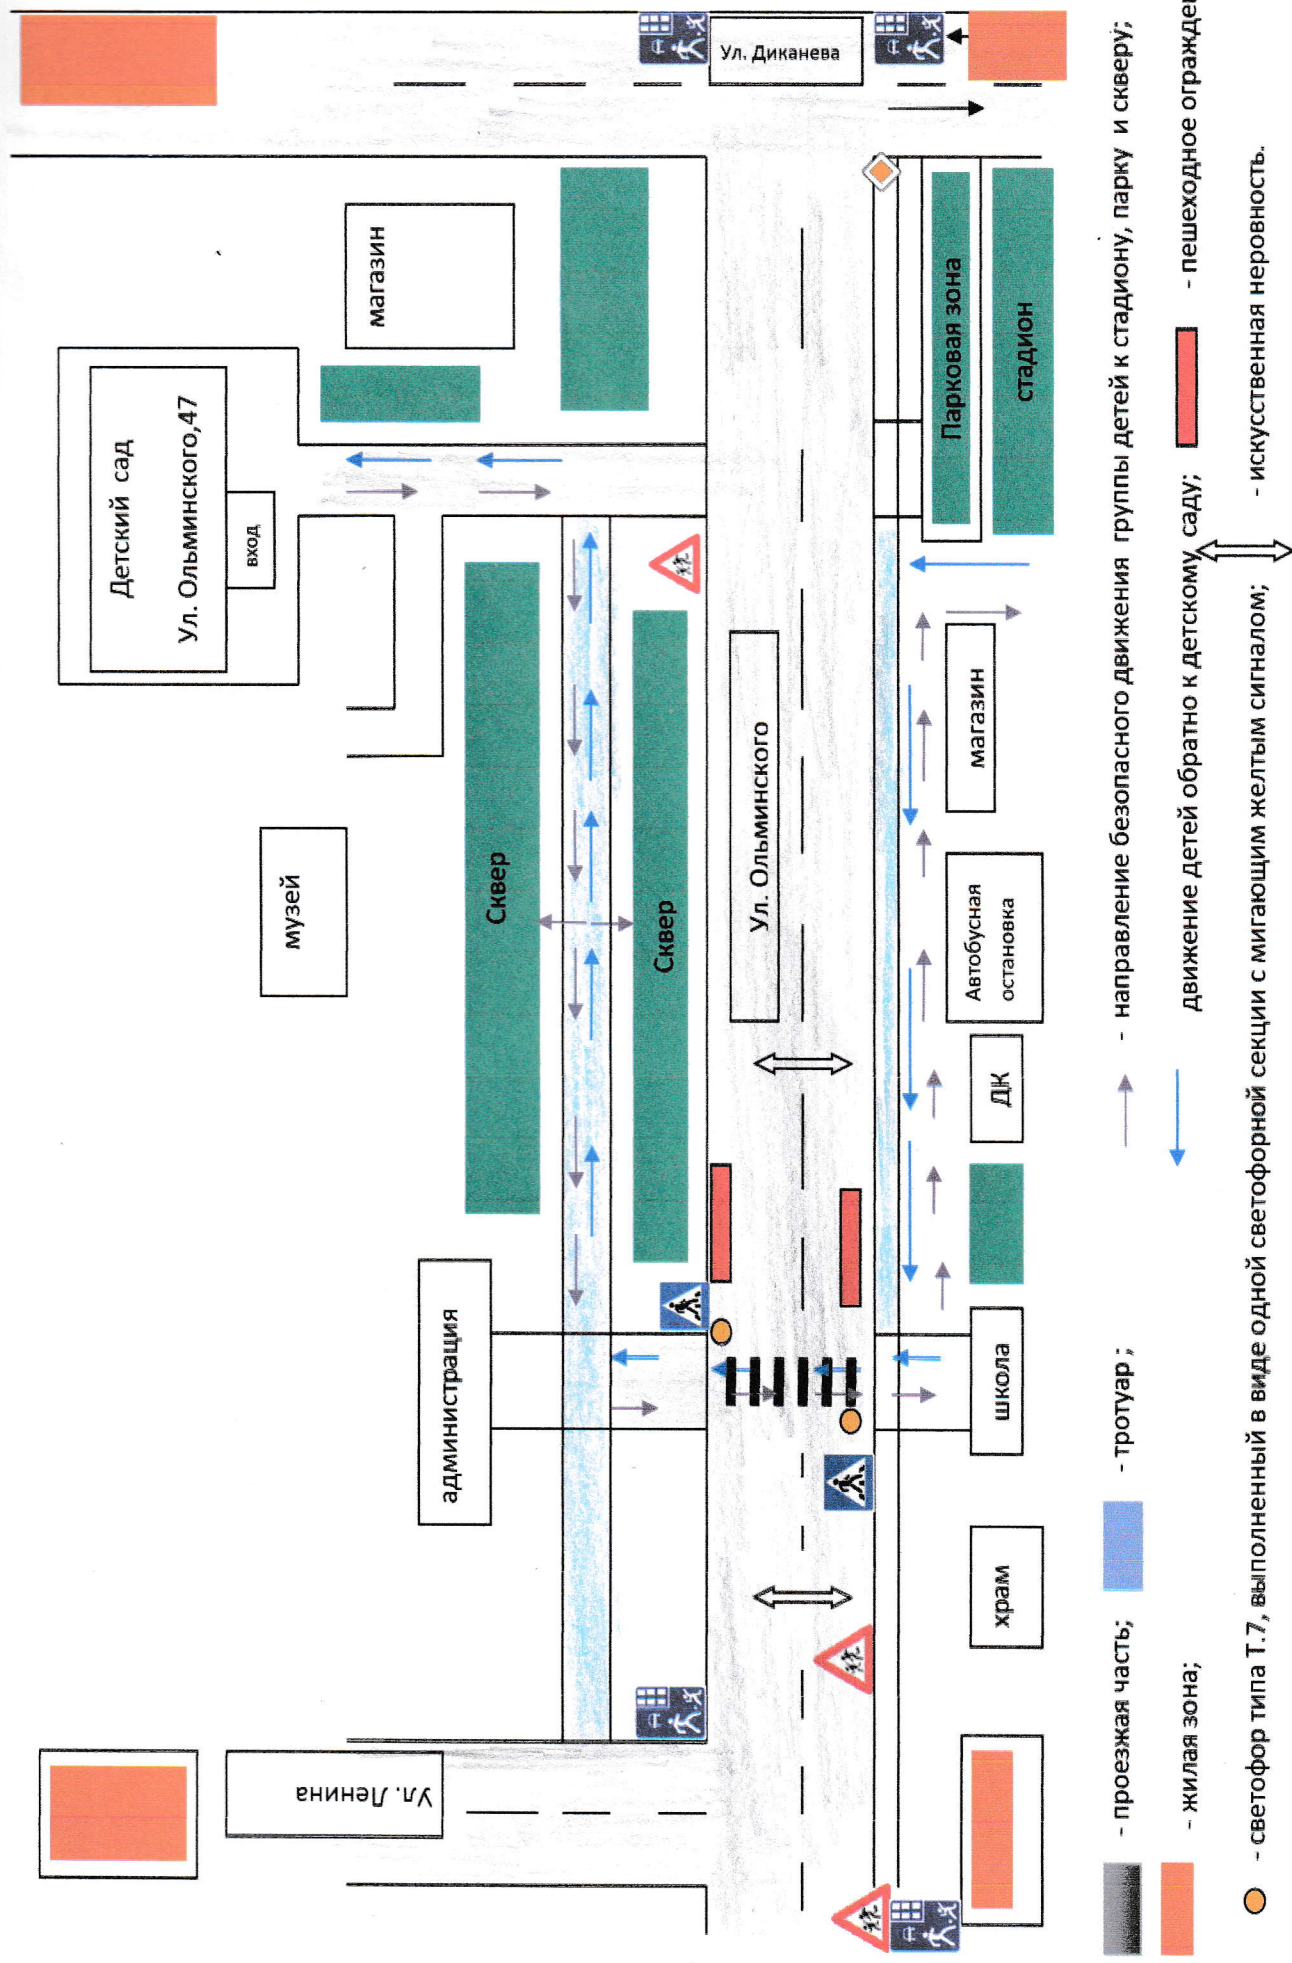 Детский сад
Ул. Ольминского,47
вход
музей
магазин
администрация
Сквер
Сквер
Ул. Ленина
Ул. Ольминского
Ул. Диканева
Парковая зона
стадион
магазин
Автобусная
остановка
ДК
школа
храм
- проезжая часть;
- тротуар ;
- направление безопасного движения группы детей к стадиону, парку и скверу;
- жилая зона;
движение детей обратно к детскому саду;
- пешеходное
- светофор типа Т.7, выполненный в виде одной светофорной секции с мигающим желтым сигналом;
- искусственная неровность.